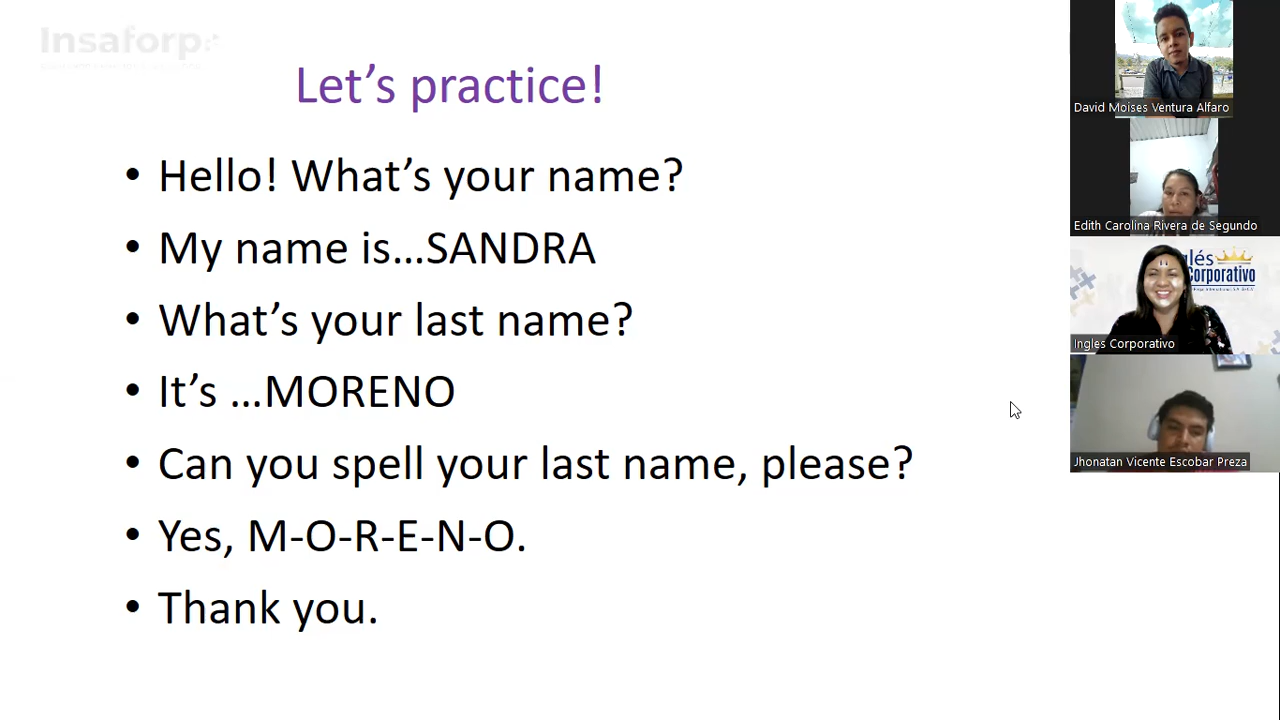 Insaforp
Let's practice!
• Hello! What's your name?
• My name is...SANDRA
• What's your last name?
• It's ...MORENO
• Can you spell your last name, please?
• Yes, M-O-R-E-N-O.
• Thank you.
David Moises Ventura Alfaro
Edith Carolina Rivera de Segundo
glés
Corporativo
Ingles Corporativo
Jhonatan Vicente Escobar Preza